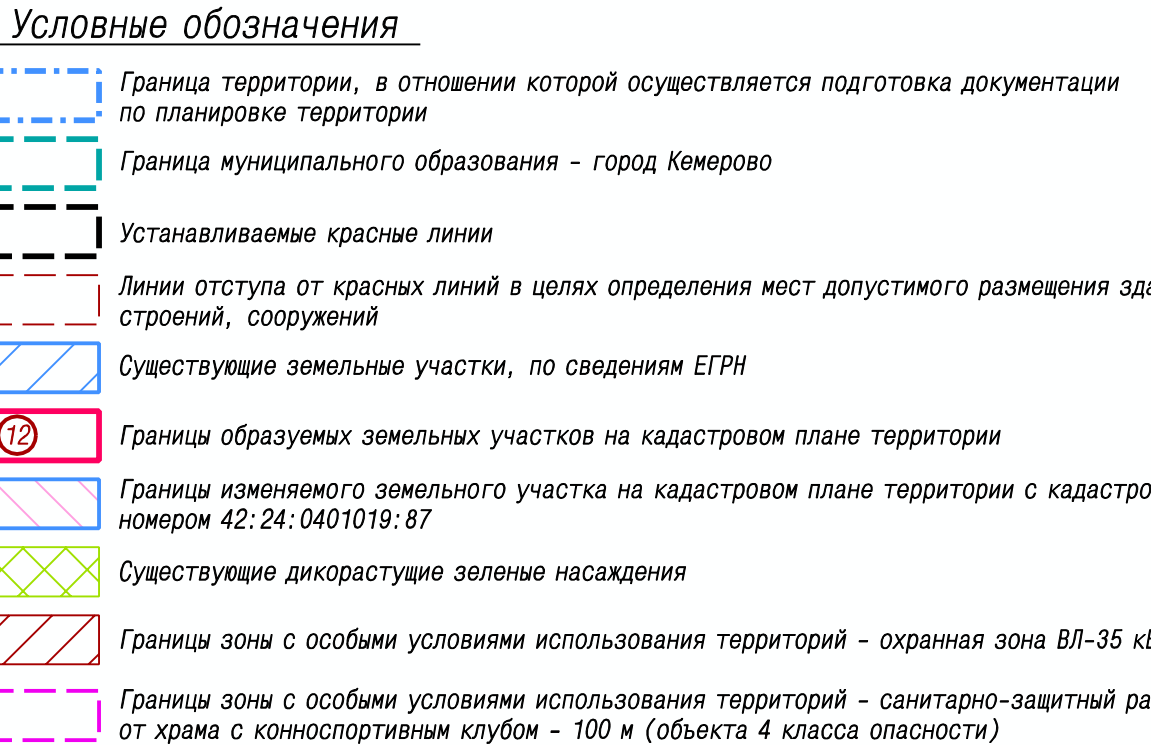 Условные обозначения
Граница территории, в отношении которой осуществляется подготовка документации
по планировке территории
Граница муниципального образования - город Кемерово
Устанавливаемые красные линии
Линии отступа от красных линий в целях определения мест допустимого размещения
строений, сооружений
Существующие земельные участки, по сведениям ЕГРН
12
Границы образуемых земельных участков на кадастровом плане территории
Границы изменяемого земельного участка на кадастровом плане территории с
номером 42:24:0401019:87
Существующие дикорастущие зеленые насаждения
Границы зоны с особыми условиями использования территорий - охранная зона ВЛ-35
Границы зоны с особыми условиями использования территорий - санитарно-защитный
от храма с конноспортивным клубом - 100 м (объекта 4 класса опасности)